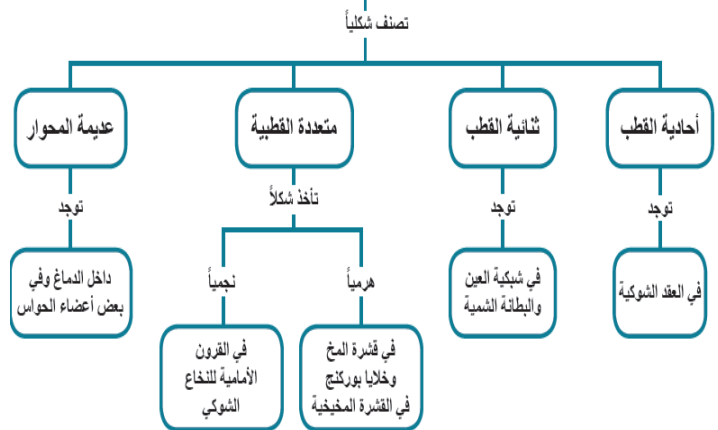 تصنف شكلياً
أحادية القطب
ثنائية القطب
متعددة القطبية
عديمة المحوار
توجد
توجد
تأخذ شكلاً
توجد
في العقد الشوكية
في شبكية العين
والبطانة الشمية
هرمياً
نجمياً
داخل الدماغ وفي
بعض أعضاء الحواس
في قشرة المخ
وخلايا بوركنج
في القشرة المخيخية
في القرون
الأمامية للنخاع
الشوكي